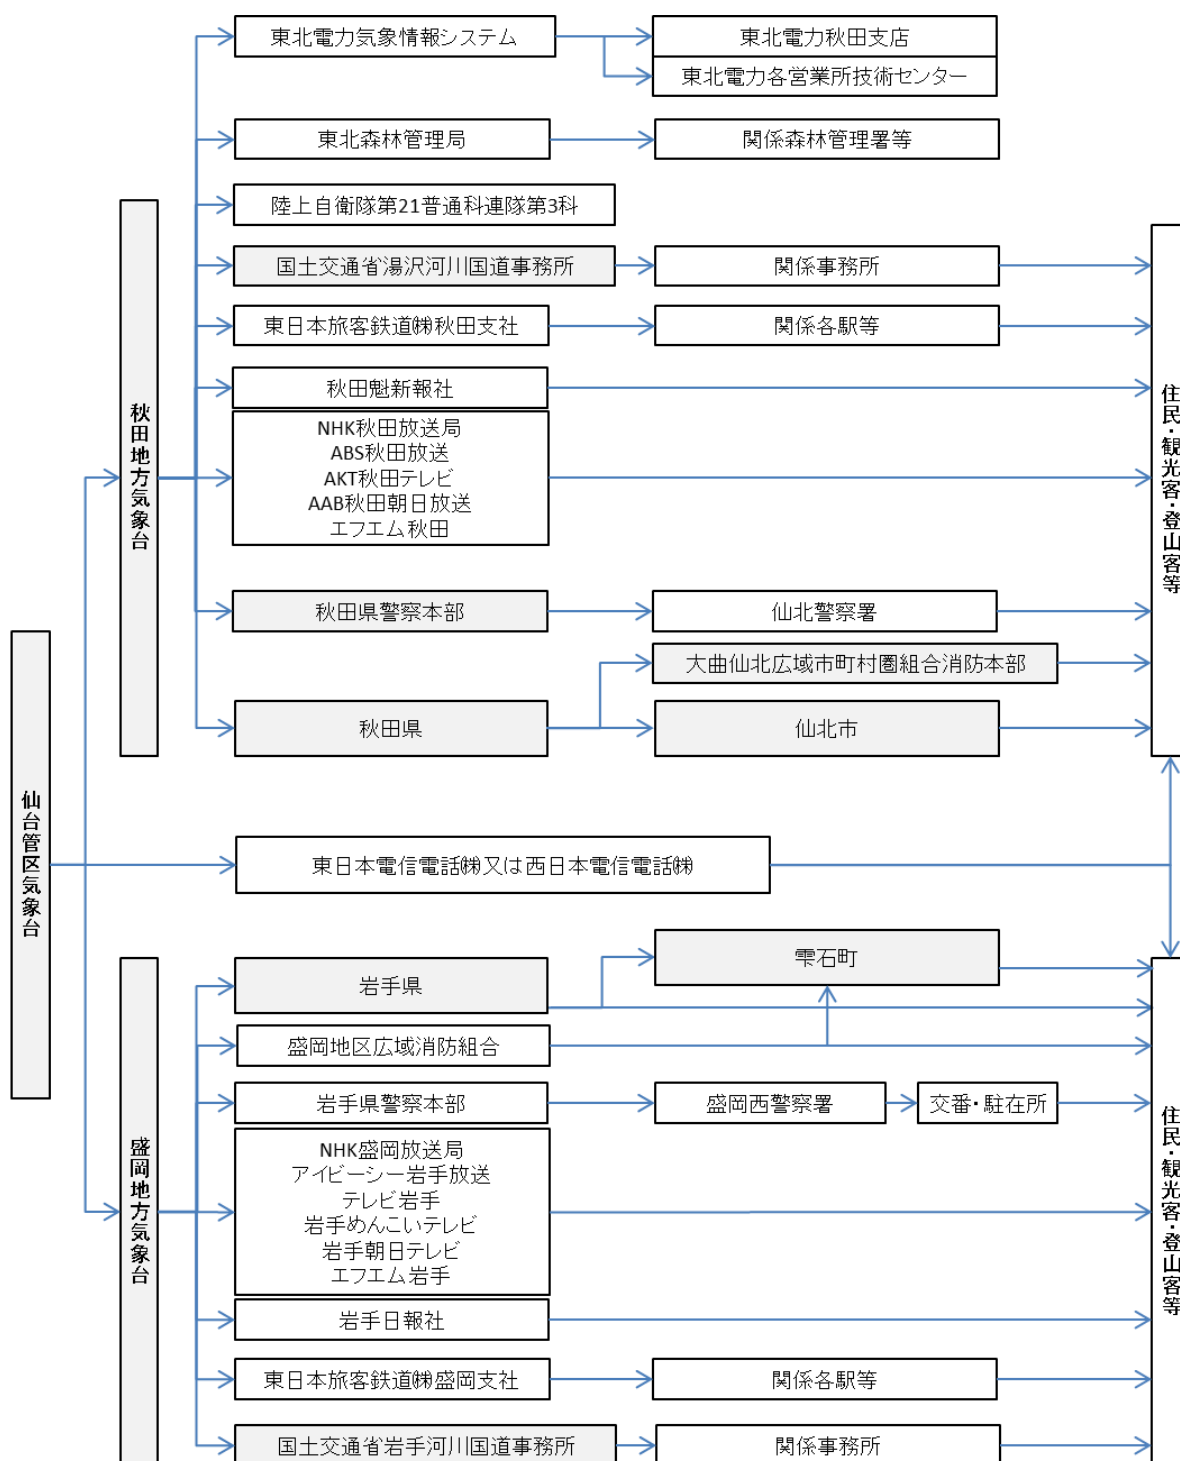 東北電力気象情報システム
東北電力秋田支店
東北電力各営業所技術センター
東北森林管理局
関係森林管理署等
陸上自衛隊第21普通科連隊第3科
国土交通省湯沢河川国道事務所
関係事務所
東日本旅客鉄道㈱秋田支社
関係各駅等
秋田魁新報社
NHK秋田放送局
ABS秋田放送
AKT秋田テレビ
AAB秋田朝日放送
エフエム秋田
秋田地方気象台
住民・観光客・登山客等
秋田県警察本部
仙北警察署
大曲仙北広域市町村圏組合消防本部
秋田県
仙北市
仙台管区気象台
東日本電信電話㈱又は西日本電信電話㈱
雫石町
岩手県
盛岡地区広域消防組合
岩手県警察本部
盛岡西警察署
交番・駐在所
盛岡地方気象台
NHK盛岡放送局
アイビーシー岩手放送
テレビ岩手
岩手めんこいテレビ
岩手朝日テレビ
エフエム岩手
住民・観光客・登山客等
岩手日報社
東日本旅客鉄道㈱盛岡支社
関係各駅等
国土交通省岩手河川国道事務所
関係事務所